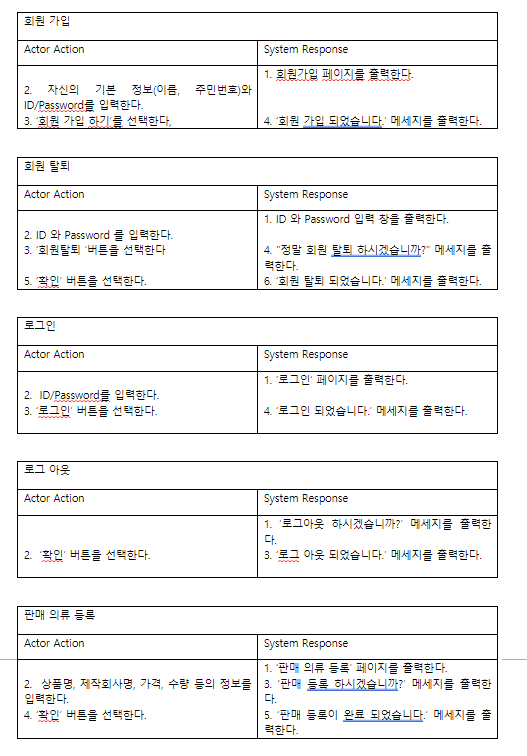 회원 가입
Actor Action
System Response
1. 회원가입 페이지를 출력한다.
2. 자신의 기본 정보(이름, 주민번호)와
ID/Password를 입력한다.
3. '회원 가입 하기'를 선택한다,
4. '회원 가입 되었습니다.' 메세지를 출력한다.
회원 탈퇴
Actor Action
System Response
1. ID 와 Password 입력 창을 출력한다.
2. ID 와 Password 를 입력한다.
3. '회원탈퇴 '버튼을 선택한다
4. "정말 회원 탈퇴 하시겠습니까?" 메세지를 출
력한다.
5. '확인' 버튼을 선택한다.
6. '회원 탈퇴 되었습니다.' 메세지를 출력한다.
로그인
Actor Action
System Response
1. '로그인' 페이지를 출력한다.
2. ID/Password를 입력한다.
3. '로그인' 버튼을 선택한다.
4. '로그인 되었습니다.' 메세지를 출력한다.
로그 아웃
Actor Action
System Response
1. '로그아웃 하시겠습니까?' 메세지를 출력한
다.
2. '확인' 버튼을 선택한다.
3. '로그 아웃 되었습니다.' 메세지를 출력한다.
판매 의류 등록
Actor Action
System Response
1. '판매 의류 등록' 페이지를 출력한다.
2. 상품명, 제작회사명, 가격, 수량 등의 정보를
입력한다.
3. '판매 등록 하시겠습니까?' 메세지를 출력한
다.
4. '확인' 버튼을 선택한다.
5. '판매 등록이 완료 되었습니다.' 메세지를 출
력한다.